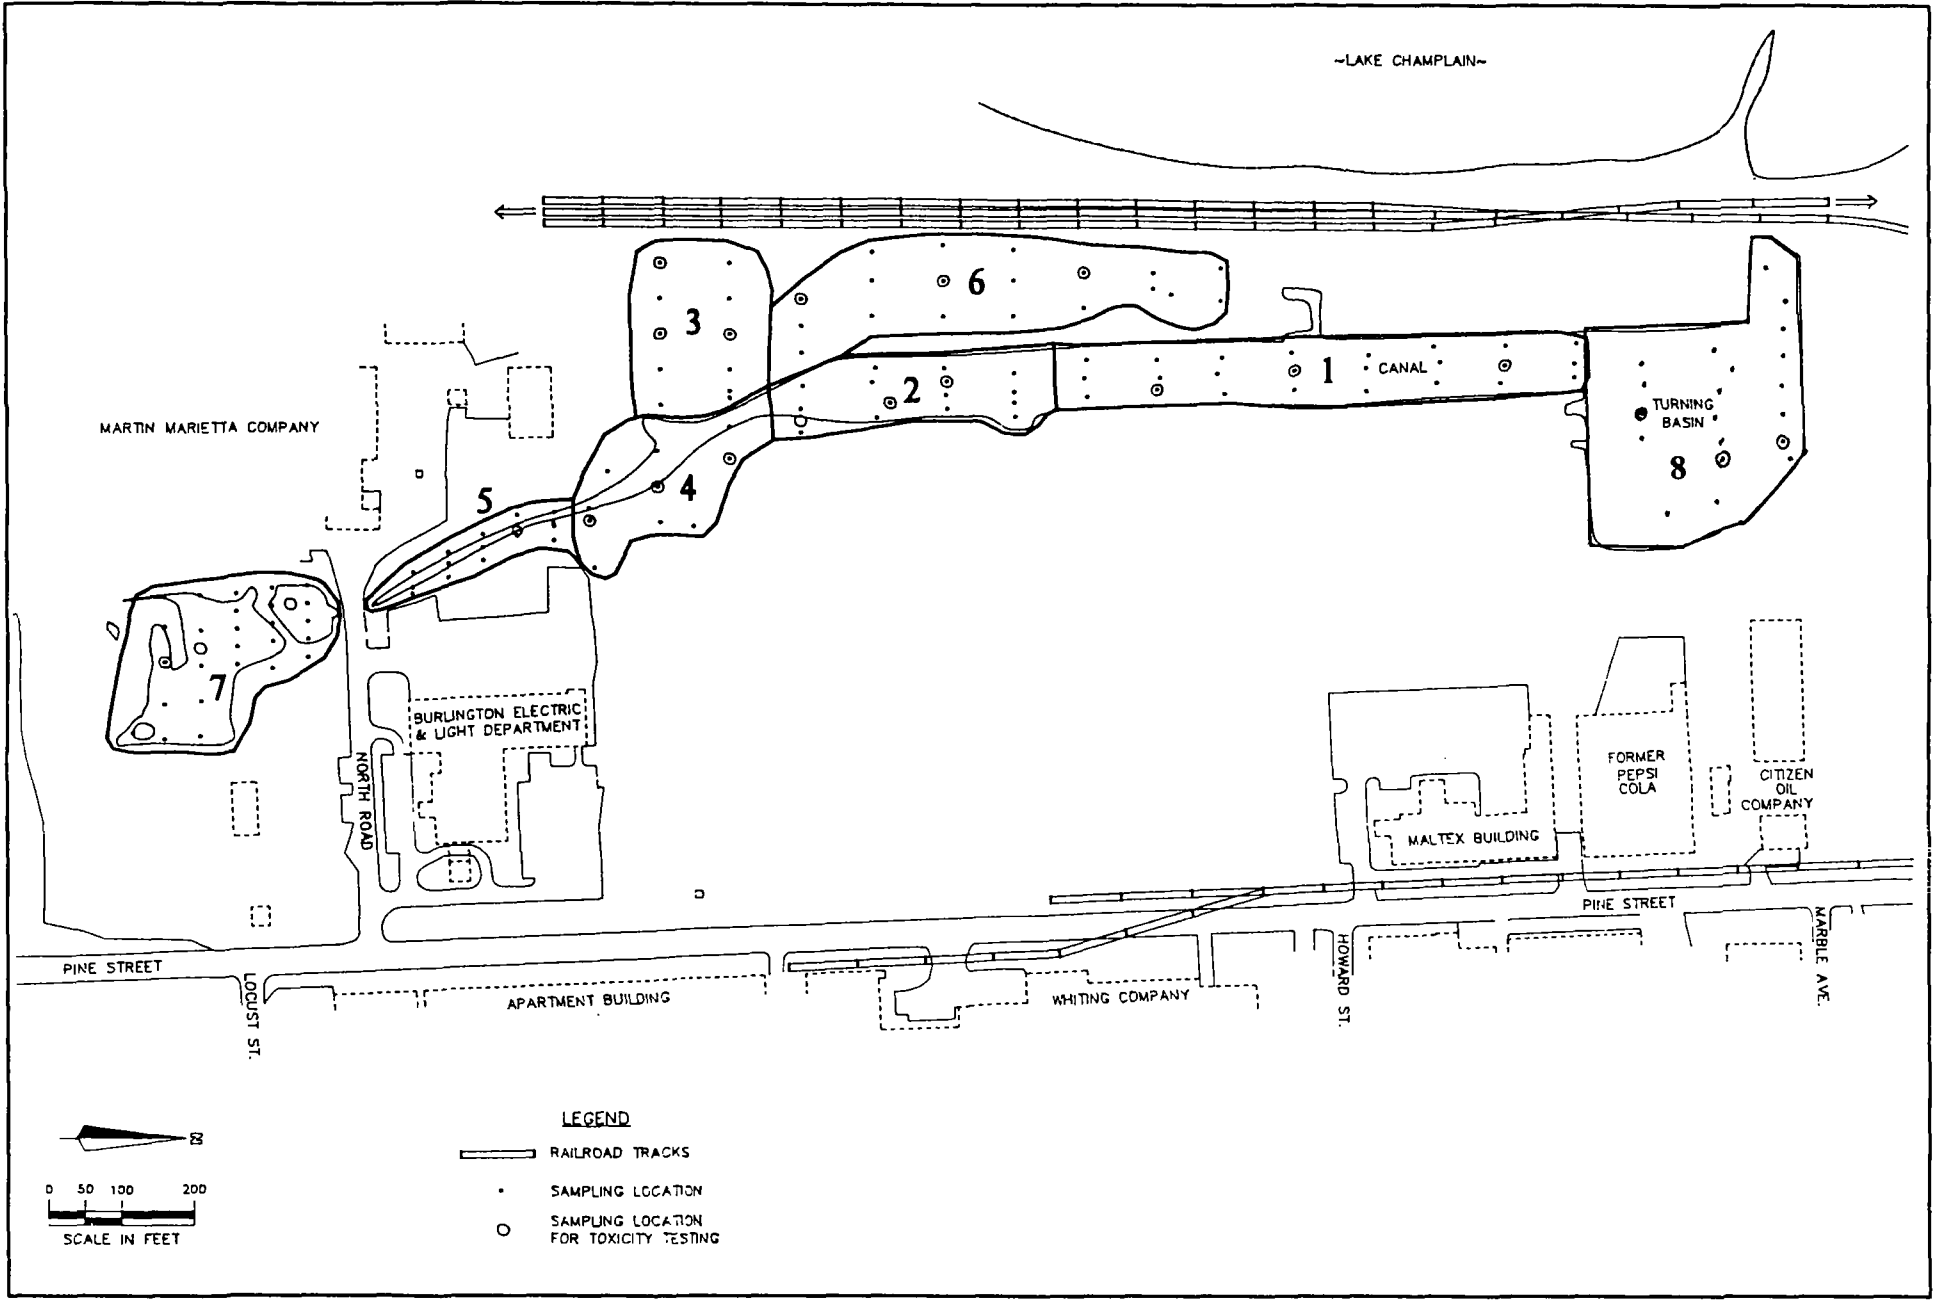 ~LAKE CHAMPLAIN~
3
6
2
1
CANAL
TURNING
BASIN
8
MARTIN MARIETTA COMPANY
5
4
7
BURLINGTON ELECTRIC
& LIGHT DEPARTMENT
NORTH ROAD
FORMER
PEPSI
COLA
CITIZEN
OIL
COMPANY
MALTEX BUILDING
PINE STREET
PINE STREET
LOCUST ST.
APARTMENT BUILDING
WHITING COMPANY
HOWARD ST.
MARBLE AVE.
N
0 50 100 200
SCALE IN FEET
LEGEND
RAILROAD TRACKS
SAMPLING LOCATION
SAMPLING LOCATION
FOR TOXICITY TESTING